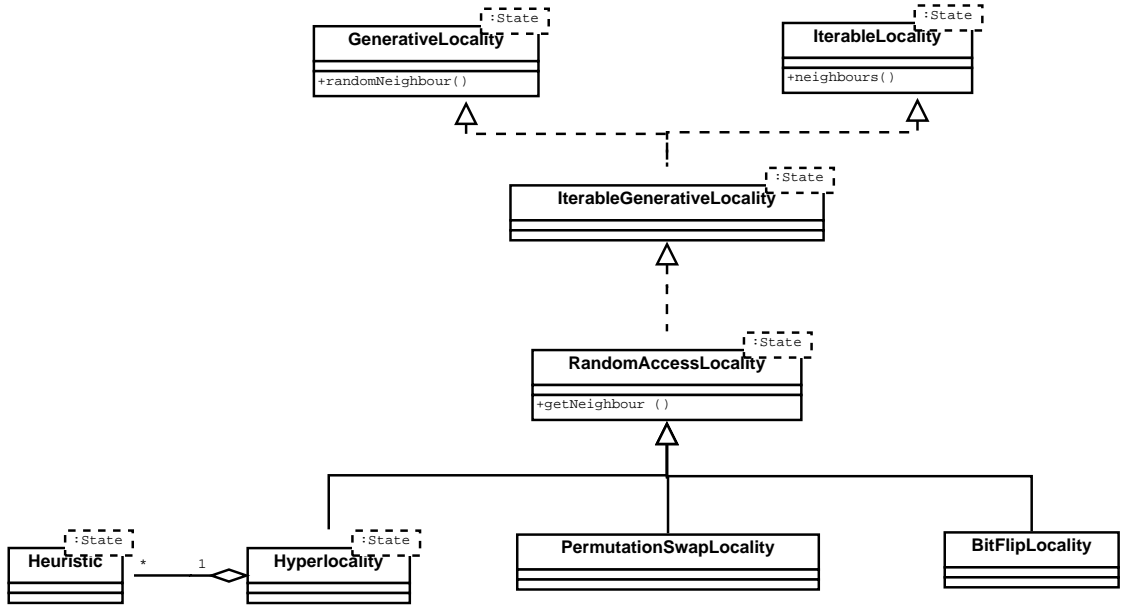 :State
GenerativeLocality
+randomNeighbour()
:State
IterableLocality
+neighbours()
:State
IterableGenerativeLocality
:State
RandomAccessLocality
+getNeighbour ()
:State
Heuristic
* 1
:State
Hyperlocality
PermutationSwapLocality
BitFlipLocality